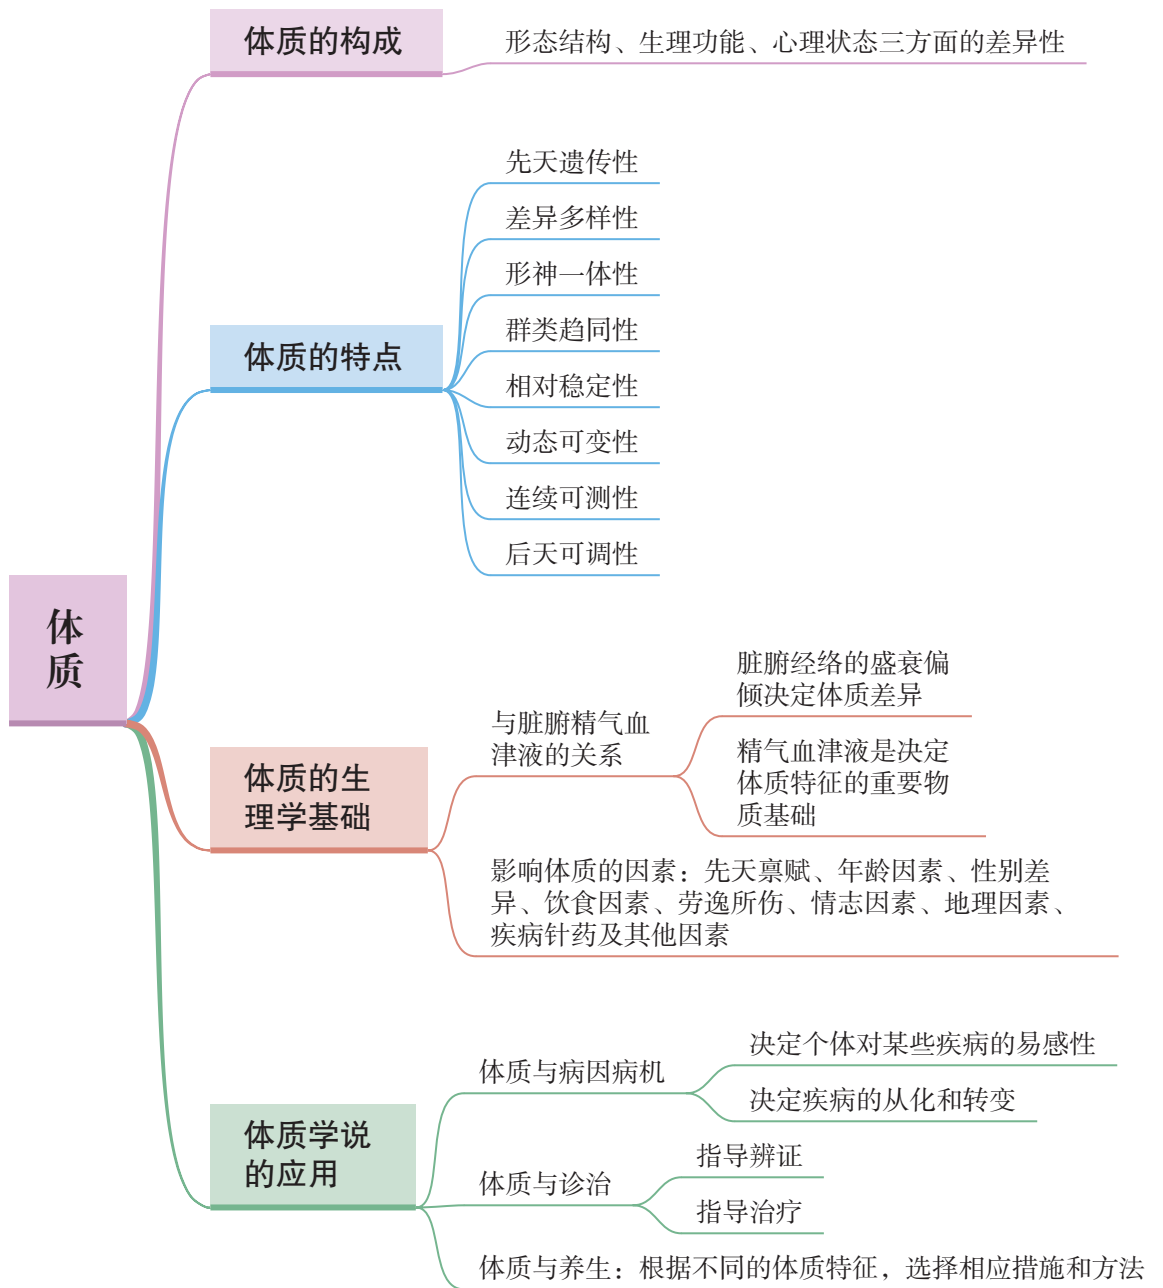 体质的构成
形态结构、生理功能、心理状态三方面的差异性
先天遗传性
差异多样性
形神一体性
群类趋同性
体质的特点
相对稳定性
动态可变性
连续可测性
后天可调性
体
质
脏腑经络的盛衰偏
倾决定体质差异
与脏腑精气血
津液的关系
精气血津液是决定
体质特征的重要物
质基础
体质的生
理学基础
影响体质的因素：先天禀赋、年龄因素、性别差
异、饮食因素、劳逸所伤、情志因素、地理因素、
疾病针药及其他因素
决定个体对某些疾病的易感性
体质与病因病机
决定疾病的从化和转变
体质学说
的应用
指导辨证
体质与诊治
指导治疗
体质与养生：根据不同的体质特征，选择相应措施和方法